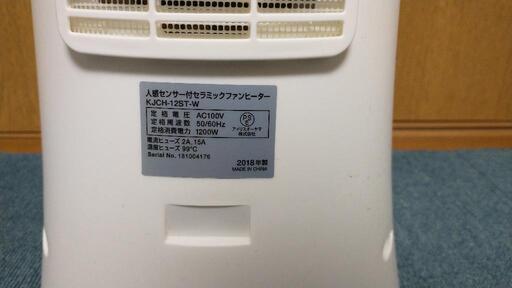 人感センサー付セラミックファンヒーター
KJCH-12ST-W
定格電圧 AC100V
定格周波数 50/60Hz
定格消費電力 1200W
PSE
アイリスオーヤマ
株式会社
電流ヒューズ 2A, 15A
温度ヒューズ 99℃
Serial No. 181004176
2018年製
MADE IN CHINA